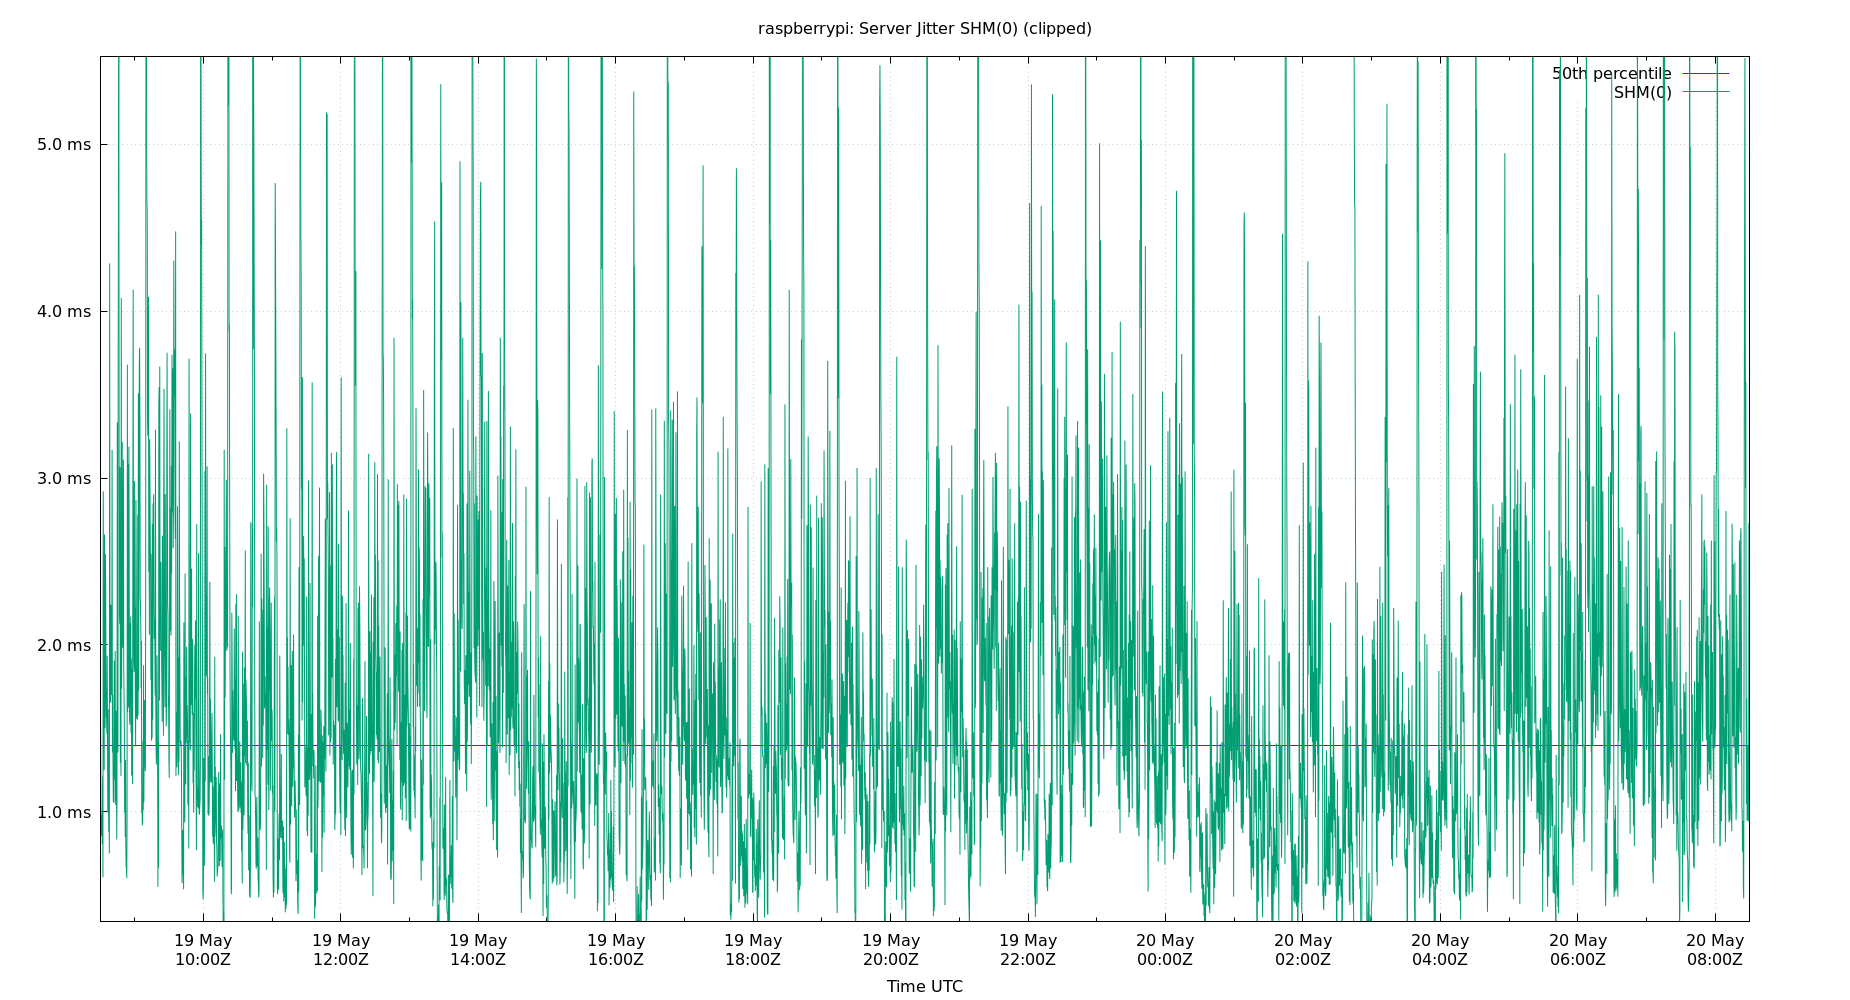 raspberrypi: Server Jitter SHM(0) (clipped)
50th percentile
SHM(0)
5.0 ms
4.0 ms
3.0 ms
2.0 ms
1.0 ms
19 May 19 May 19 May 19 May 19 May 19 May 19 May 20 May 20 May 20 May 20 May 20 May
10:00Z 12:00Z 14:00Z 16:00Z 18:00Z 20:00Z 22:00Z 00:00Z 02:00Z 04:00Z 06:00Z 08:00Z
Time UTC